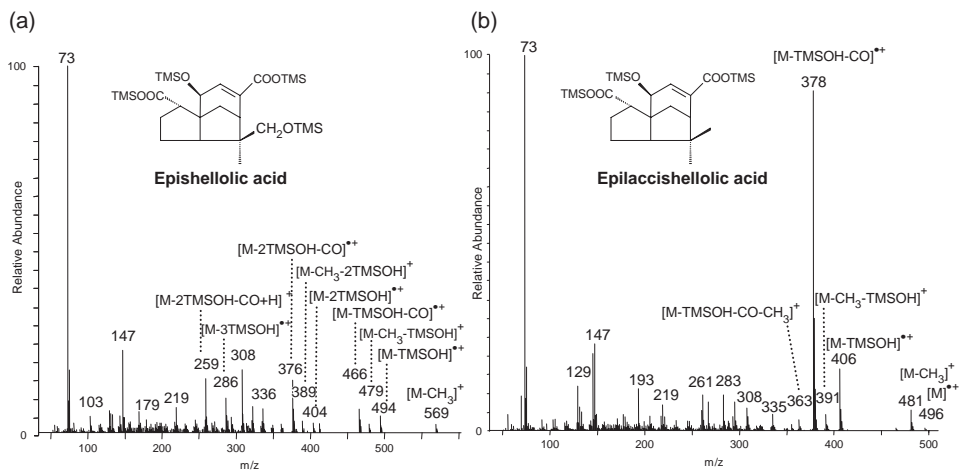 (a)
100
73
TMSO
COOTMS
TMSOOC
CH2OTMS
Epishellolic acid
Relative Abundance
[M-2TMSOH-CO]•+
[M-CH3-2TMSOH]+
[M-2TMSOH-CO+H] +
[M-2TMSOH]•+
[M-3TMSOH]•+
[M-TMSOH-CO]•+
[M-CH3-TMSOH]+
[M-TMSOH]•+
[M-CH3]+
103
147
179
219
259
286
308
336
376
389
404
466
479
494
569
100 200 300 400 500 600
m/z
(b)
100
73
[M-TMSOH-CO]•+
378
TMSO
COOTMS
TMSOOC
Epilaccishellolic acid
Relative Abundance
[M-TMSOH-CO-CH3]+
[M-CH3-TMSOH]+
[M-TMSOH]•+
406
[M-CH3]+
[M]•+
129
147
193
219
261
283
308
335
363
391
481
496
100 200 300 400 500
m/z